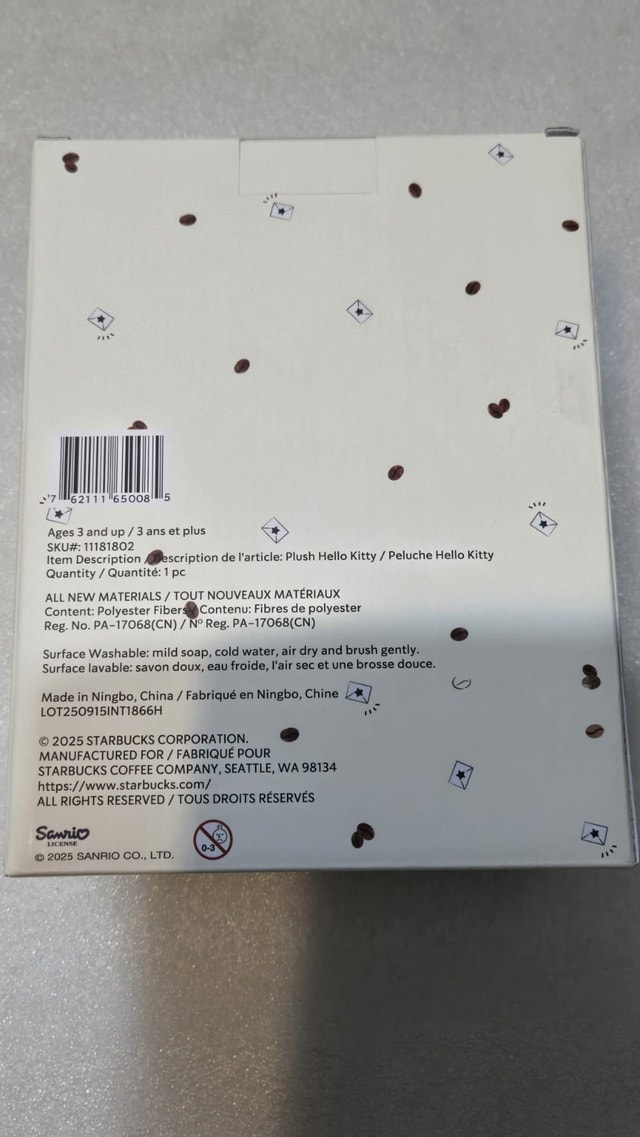 7 62111 65008 5
Ages 3 and up / 3 ans et plus
SKU#: 11181802
Item Description / Description de l'article: Plush Hello Kitty / Peluche Hello Kitty
Quantity / Quantité: 1 pc
ALL NEW MATERIALS / TOUT NOUVEAUX MATÉRIAUX
Content: Polyester Fibers / Contenu: Fibres de polyester
Reg. No. PA-17068(CN) / Nº Reg. PA-17068(CN)
Surface Washable: mild soap, cold water, air dry and brush gently.
Surface lavable: savon doux, eau froide, l'air sec et une brosse douce.
Made in Ningbo, China / Fabriqué en Ningbo, Chine
LOT250915INT1866H
© 2025 STARBUCKS CORPORATION.
MANUFACTURED FOR / FABRIQUÉ POUR
STARBUCKS COFFEE COMPANY, SEATTLE, WA 98134
https://www.starbucks.com/
ALL RIGHTS RESERVED / TOUS DROITS RÉSERVÉS
Sanrio
LICENSE
0-3
© 2025 SANRIO CO., LTD.